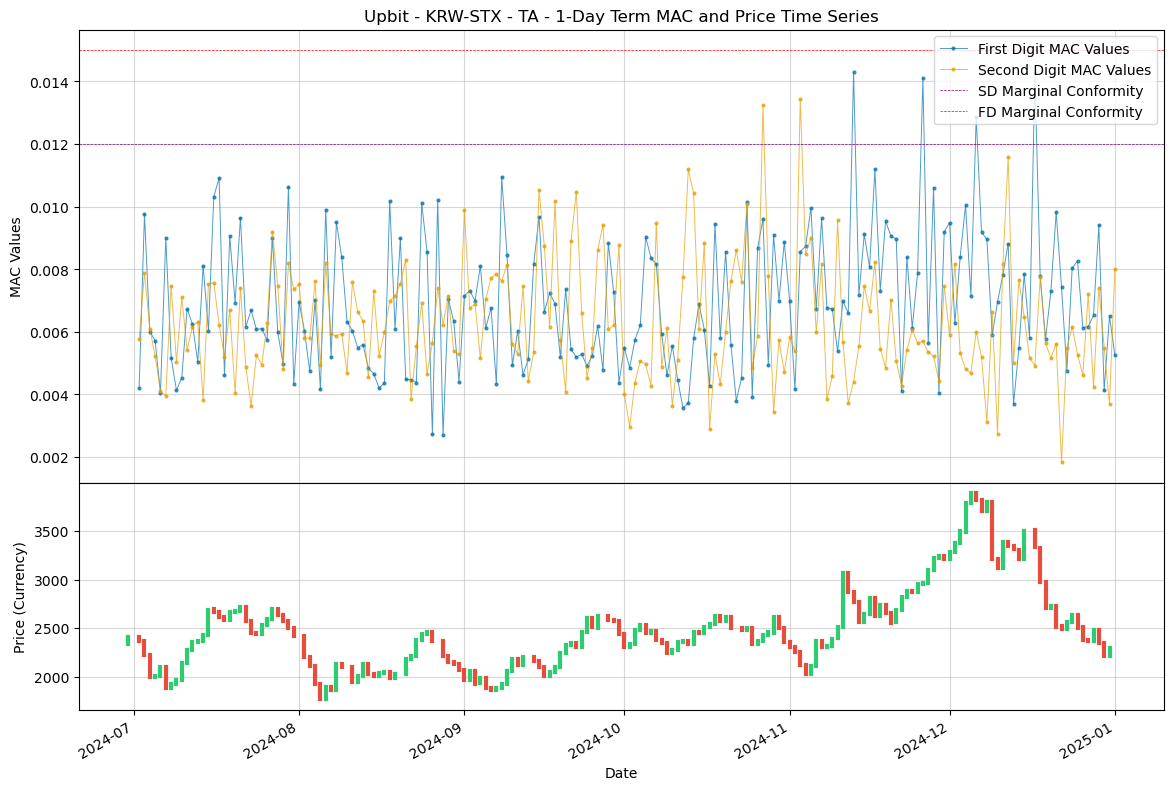 Upbit - KRW-STX - TA - 1-Day Term MAC and Price Time Series
First Digit MAC Values
Second Digit MAC Values
SD Marginal Conformity
FD Marginal Conformity
MAC Values
0.014
0.012
0.010
0.008
0.006
0.004
0.002
Price (Currency)
3500
3000
2500
2000
2024-07
2024-08
2024-09
2024-10
2024-11
2024-12
2025-01
Date